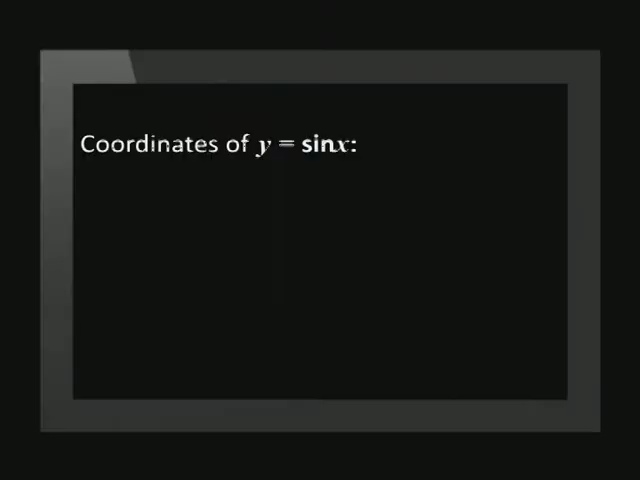 Coordinates of y = sinx: